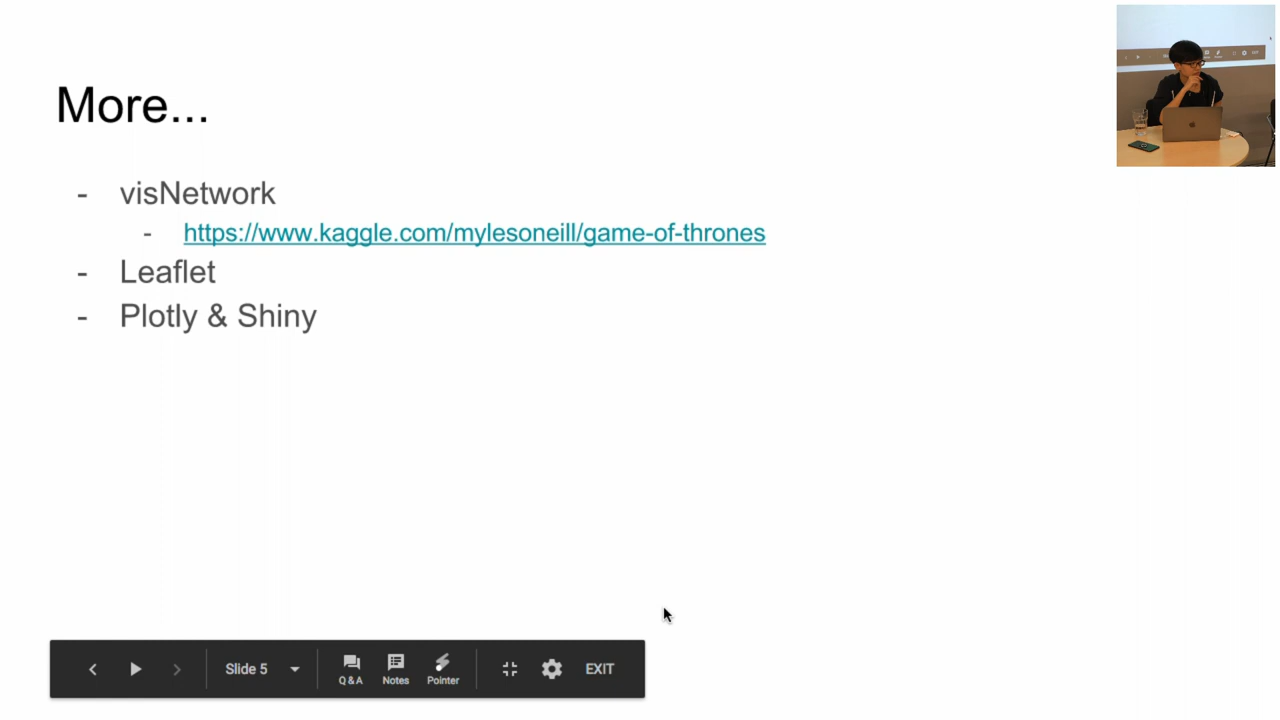 More...
- visNetwork
- https://www.kaggle.com/mylesoneill/game-of-thrones
- Leaflet
- Plotly & Shiny
Slide 5
Q & A
Notes
Pointer
EXIT